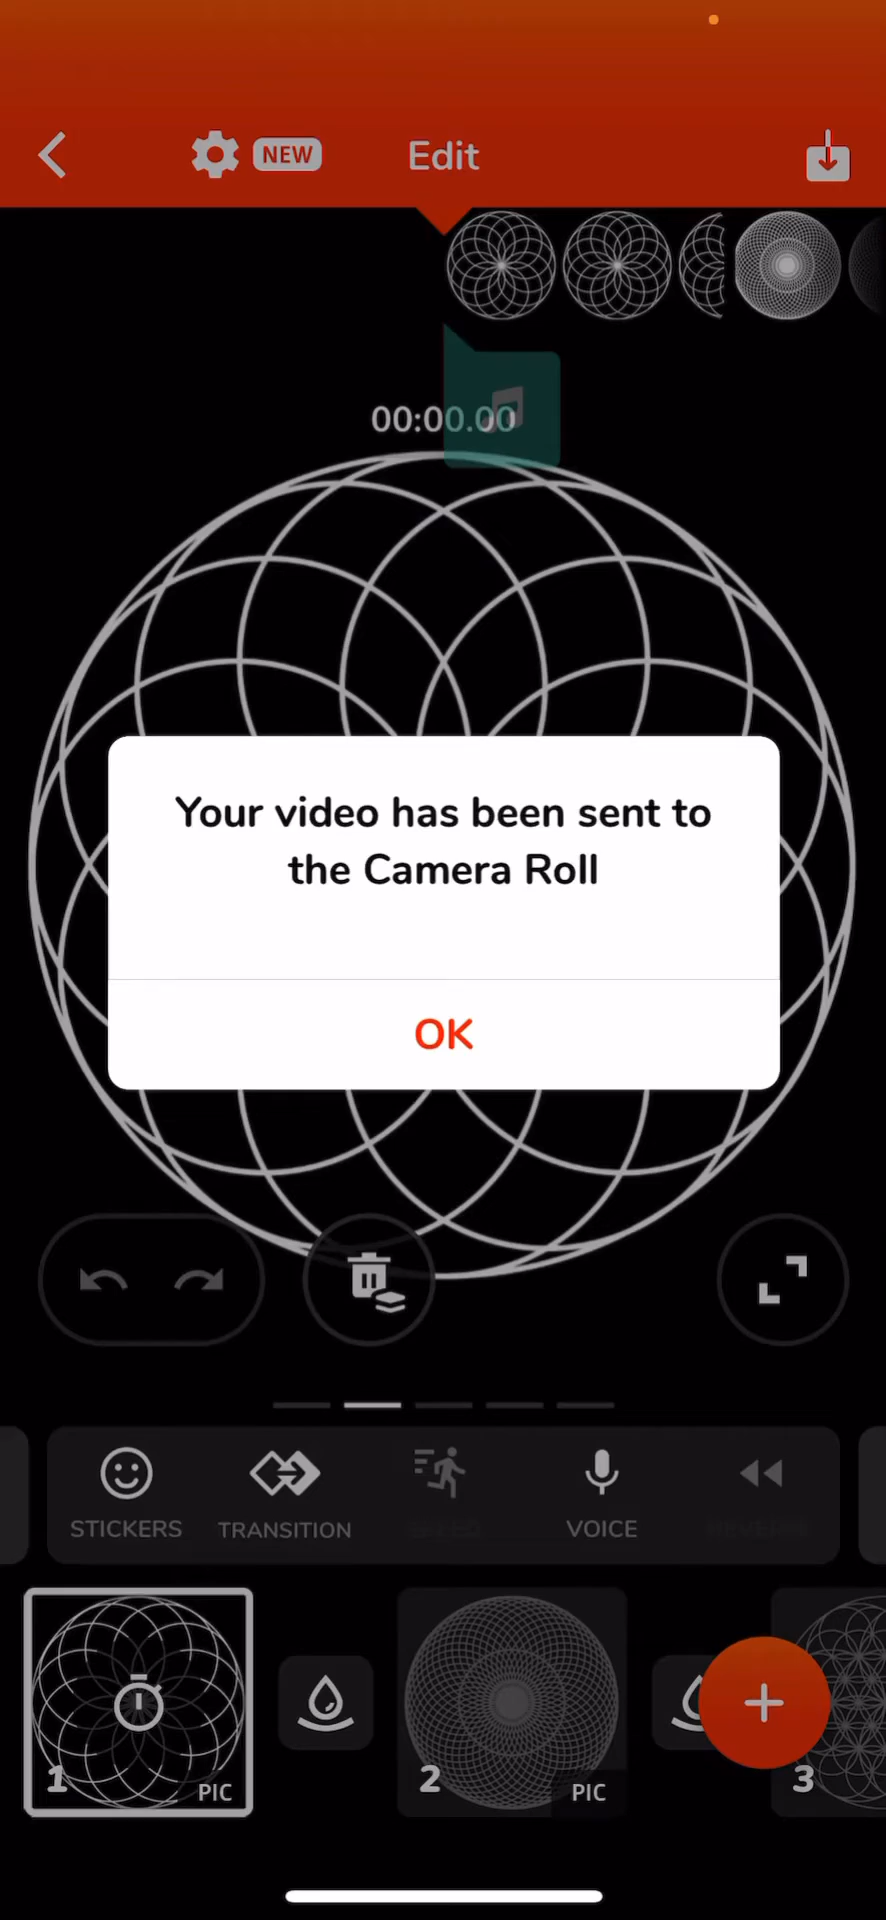 NEW
Edit
00:00.00
Your video has been sent to
the Camera Roll
OK
STICKERS
TRANSITION
SPEED
VOICE
REVERSE
1
PIC
2
PIC
3